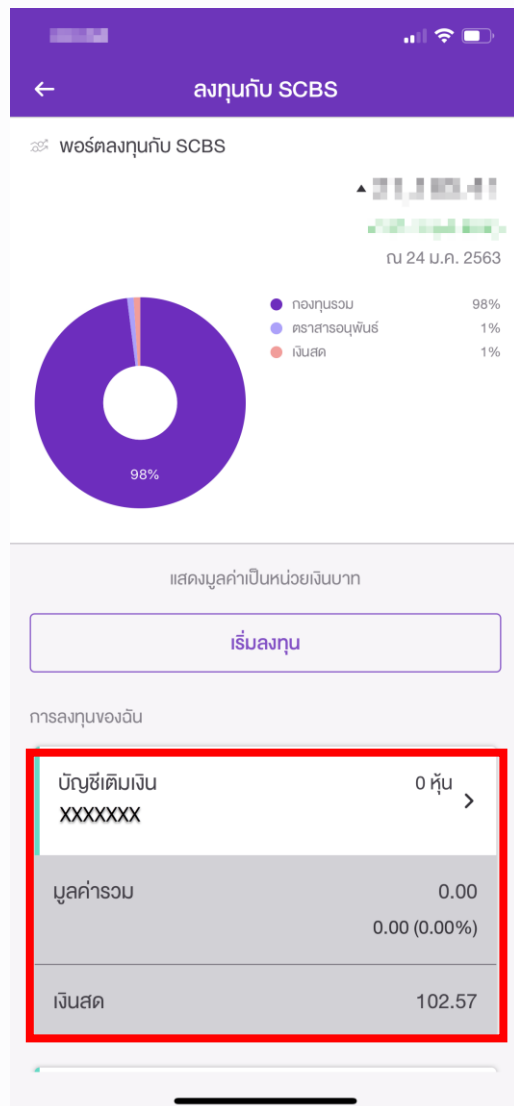 ลงทุนกับ SCBS
พอร์ตลงทุนกับ SCBS
ณ 24 ม.ค. 2563
กองทุนรวม 98%
ตราสารอนุพันธ์ 1%
เงินสด 1%
98%
แสดงมูลค่าเป็นหน่วยเงินบาท
เริ่มลงทุน
การลงทุนของฉัน
บัญชีเติมเงิน 0 หุ้น
XXXXXXX
มูลค่ารวม 0.00
0.00 (0.00%)
เงินสด 102.57